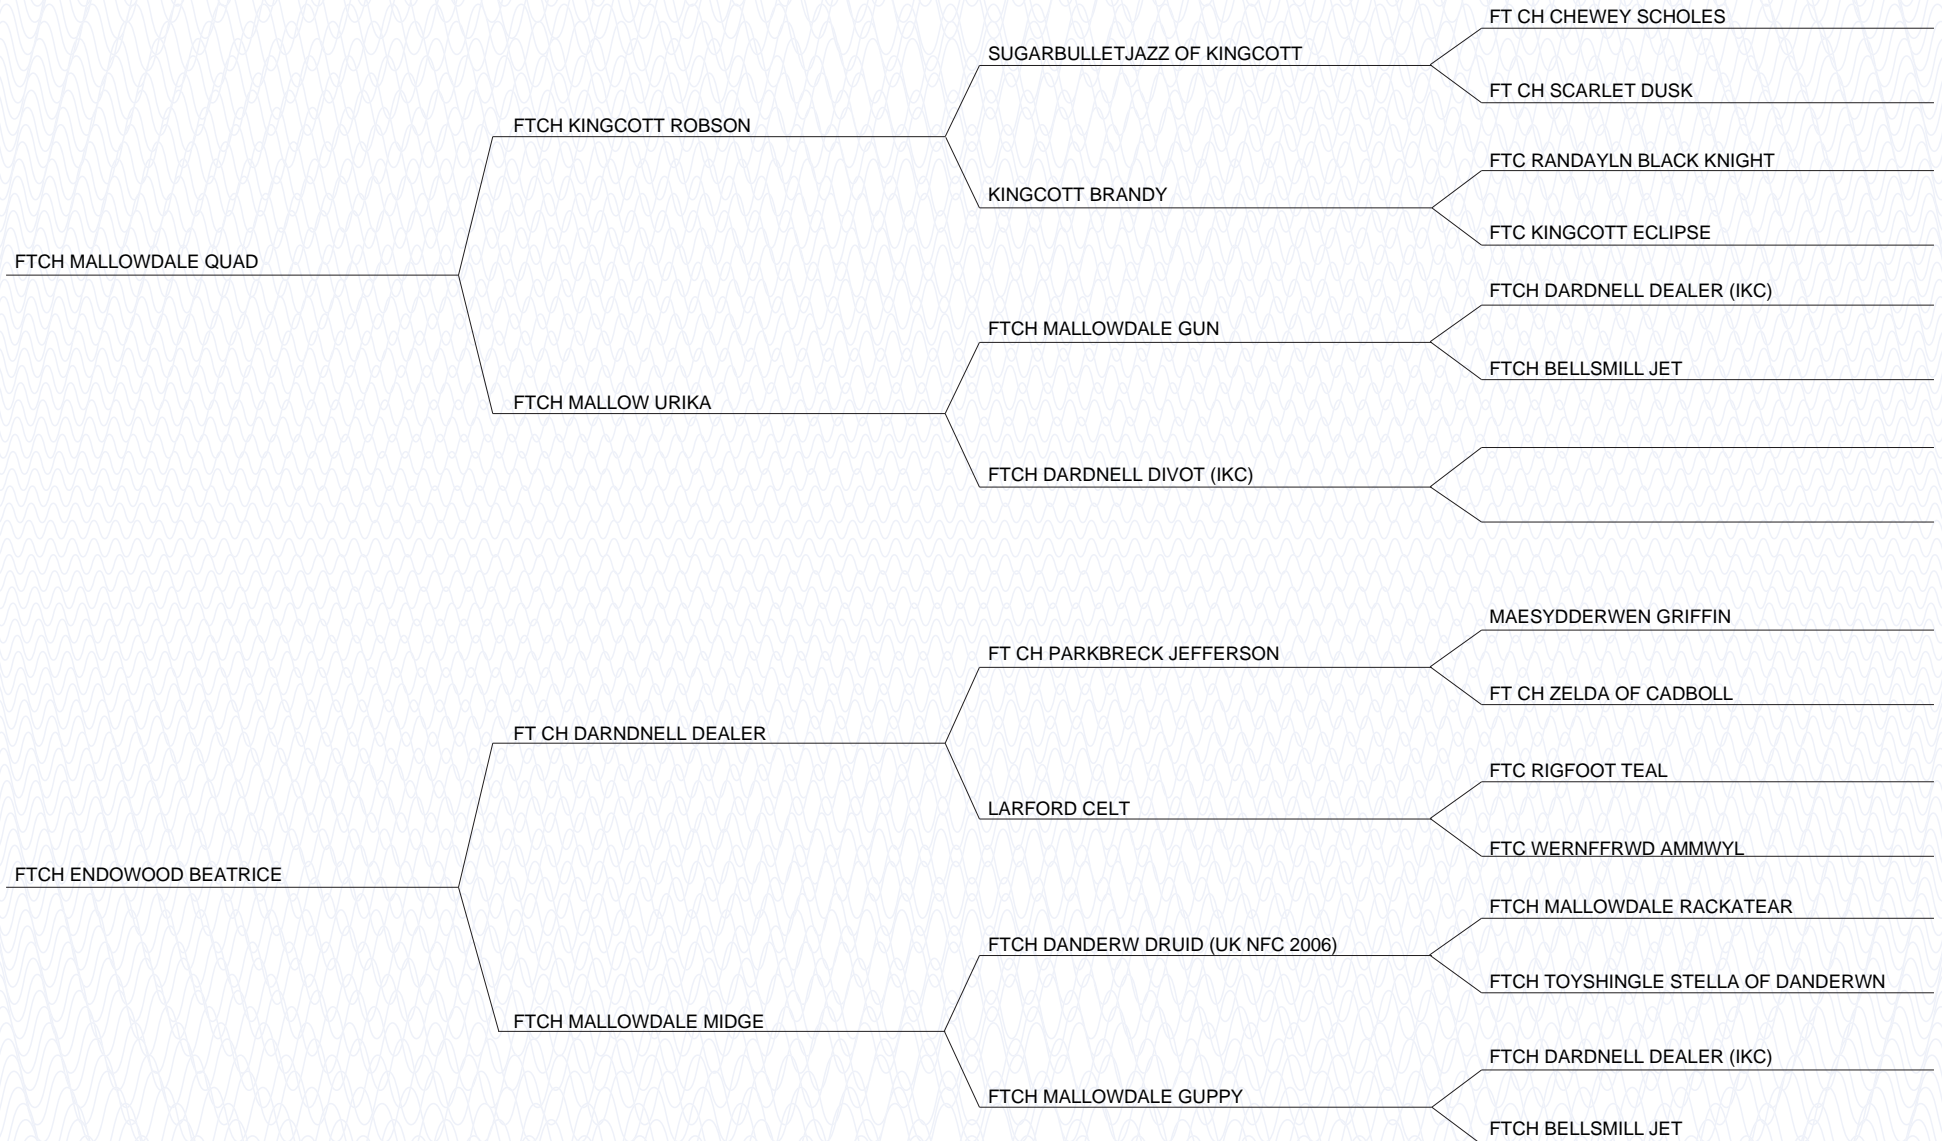 FT CH CHEWEY SCHOLES
SUGARBULLETJAZZ OF KINGCOTT
FT CH SCARLET DUSK
FTCH KINGCOTT ROBSON
FTC RANDAYLN BLACK KNIGHT
KINGCOTT BRANDY
FTC KINGCOTT ECLIPSE
FTCH MALLOWDALE QUAD
FTCH DARDNELL DEALER (IKC)
FTCH MALLOWDALE GUN
FTCH BELLSMILL JET
FTCH MALLOW URIKA
FTCH DARDNELL DIVOT (IKC)
MAESYDDERWEN GRIFFIN
FT CH PARKBRECK JEFFERSON
FT CH ZELDA OF CADBOLL
FT CH DARNDNELL DEALER
FTC RIGFOOT TEAL
LARFORD CELT
FTC WERNFFRWD AMMWYL
FTCH ENDOWOOD BEATRICE
FTCH MALLOWDALE RACKATEAR
FTCH DANDERW DRUID (UK NFC 2006)
FTCH TOYSHINGLE STELLA OF DANDERWN
FTCH MALLOWDALE MIDGE
FTCH DARDNELL DEALER (IKC)
FTCH MALLOWDALE GUPPY
FTCH BELLSMILL JET